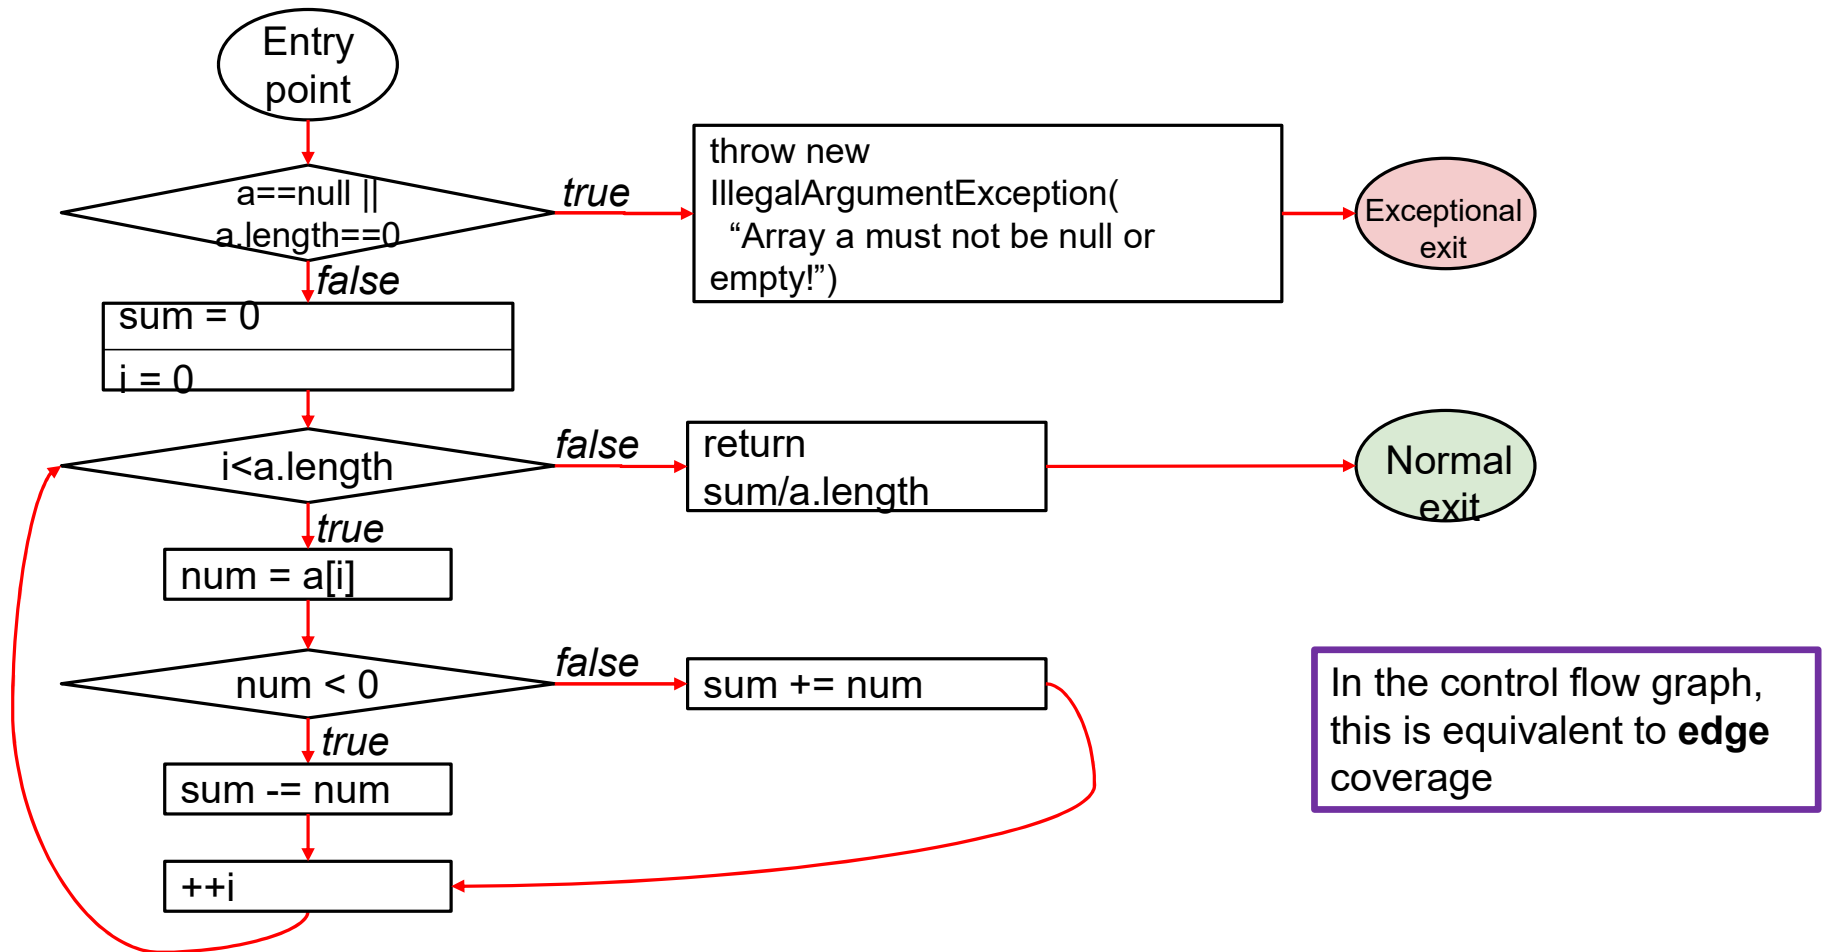 Entry
point
a==null ||
a.length==0
true
throw new
IllegalArgumentException(
“Array a must not be null or
empty!”)
Exceptional
exit
false
sum = 0
i = 0
i<a.length
false
return
sum/a.length
Normal
exit
true
num = a[i]
num < 0
false
sum += num
true
sum -= num
++i
In the control flow graph,
this is equivalent to edge
coverage